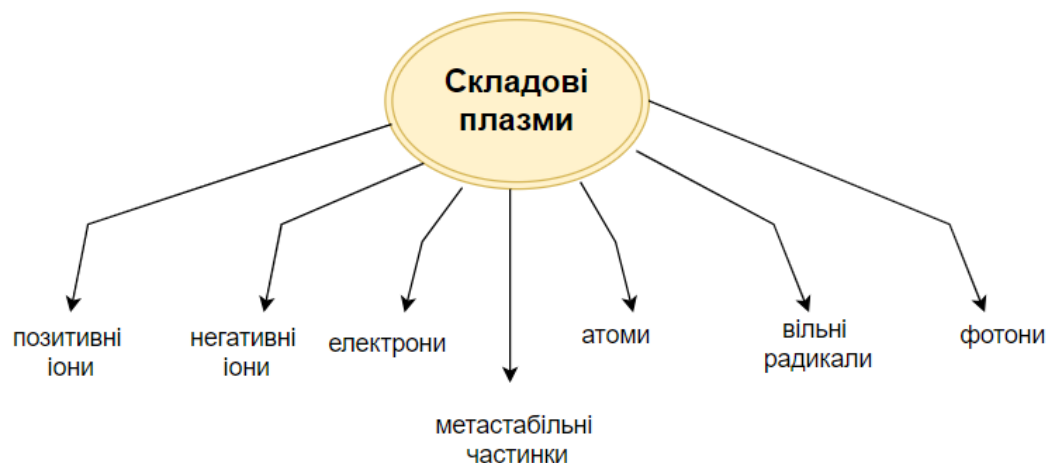 Складові
плазми
позитивні
іони
негативні
іони
електрони
метастабільні
частинки
атоми
вільні
радикали
фотони